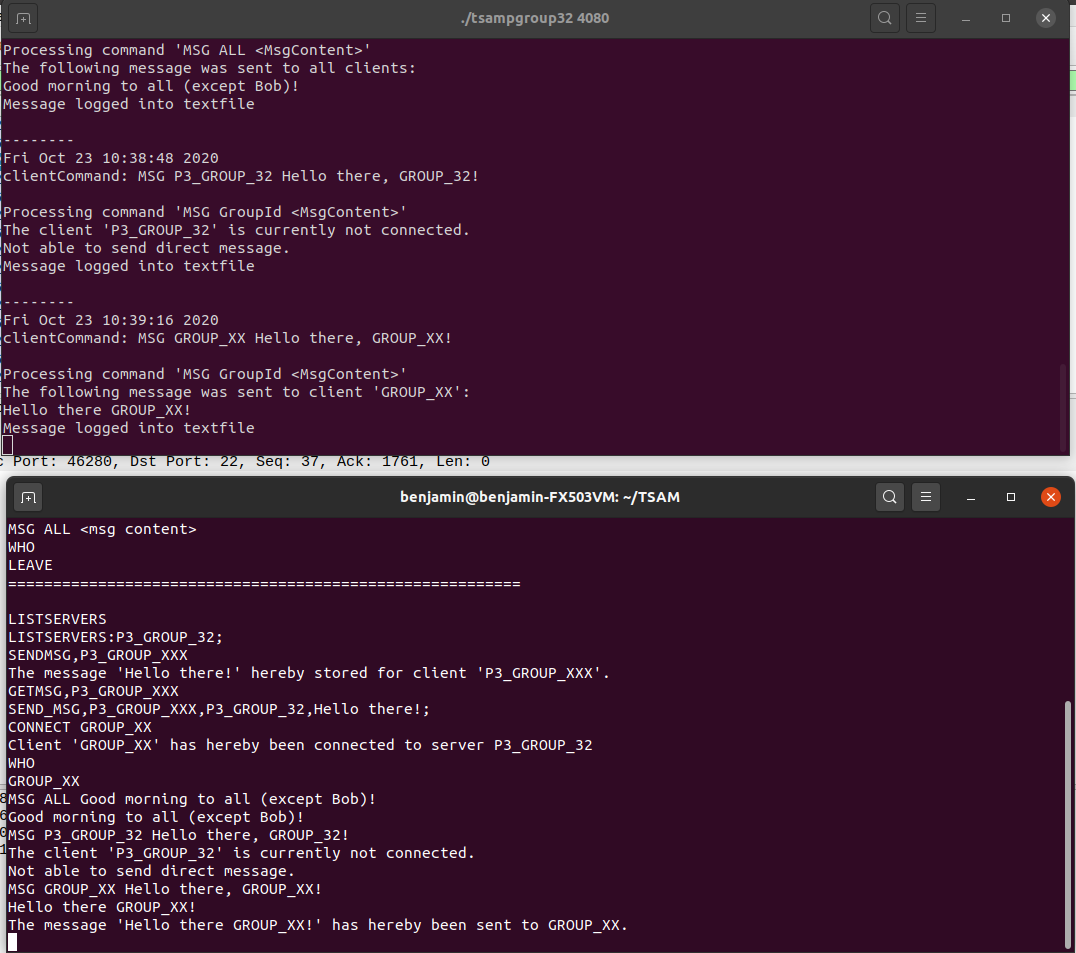 ./tsampgroup32 4080
Processing command 'MSG ALL <MsgContent>'
The following message was sent to all clients:
Good morning to all (except Bob)!
Message logged into textfile
--------
Fri Oct 23 10:38:48 2020
clientCommand: MSG P3_GROUP_32 Hello there, GROUP_32!
Processing command 'MSG GroupId <MsgContent>'
The client 'P3_GROUP_32' is currently not connected.
Not able to send direct message.
Message logged into textfile
--------
Fri Oct 23 10:39:16 2020
clientCommand: MSG GROUP_XX Hello there, GROUP_XX!
Processing command 'MSG GroupId <MsgContent>'
The following message was sent to client 'GROUP_XX':
Hello there GROUP_XX!
Message logged into textfile
c Port: 46280, Dst Port: 22, Seq: 37, Ack: 1761, Len: 0
benjamin@benjamin-FX503VM: ~/TSAM
MSG ALL <msg content>
WHO
LEAVE
=========================================================
LISTSERVERS
LISTSERVERS:P3_GROUP_32;
SENDMSG,P3_GROUP_XXX
The message 'Hello there!' hereby stored for client 'P3_GROUP_XXX'.
GETMSG,P3_GROUP_XXX
SEND_MSG,P3_GROUP_XXX,P3_GROUP_32,Hello there!;
CONNECT GROUP_XX
Client 'GROUP_XX' has hereby been connected to server P3_GROUP_32
WHO
GROUP_XX
MSG ALL Good morning to all (except Bob)!
Good morning to all (except Bob)!
MSG P3_GROUP_32 Hello there, GROUP_32!
The client 'P3_GROUP_32' is currently not connected.
Not able to send direct message.
MSG GROUP_XX Hello there, GROUP_XX!
Hello there GROUP_XX!
The message 'Hello there GROUP_XX!' has hereby been sent to GROUP_XX.